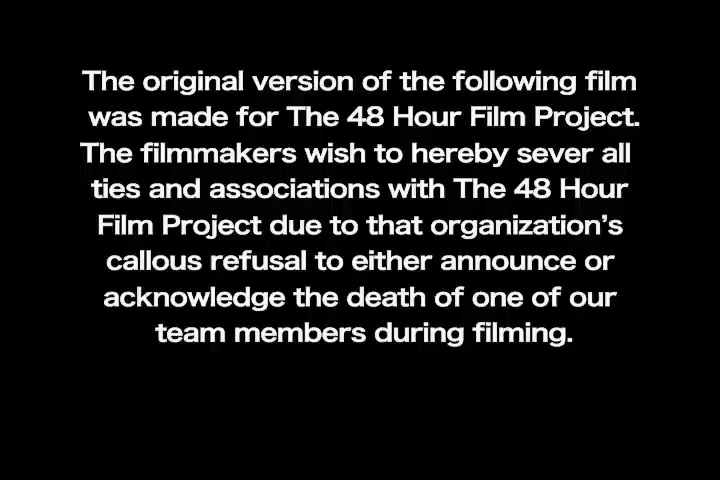 The original version of the following film
was made for The 48 Hour Film Project.
The filmmakers wish to hereby sever all
ties and associations with The 48 Hour
Film Project due to that organization’s
callous refusal to either announce or
acknowledge the death of one of our
team members during filming.